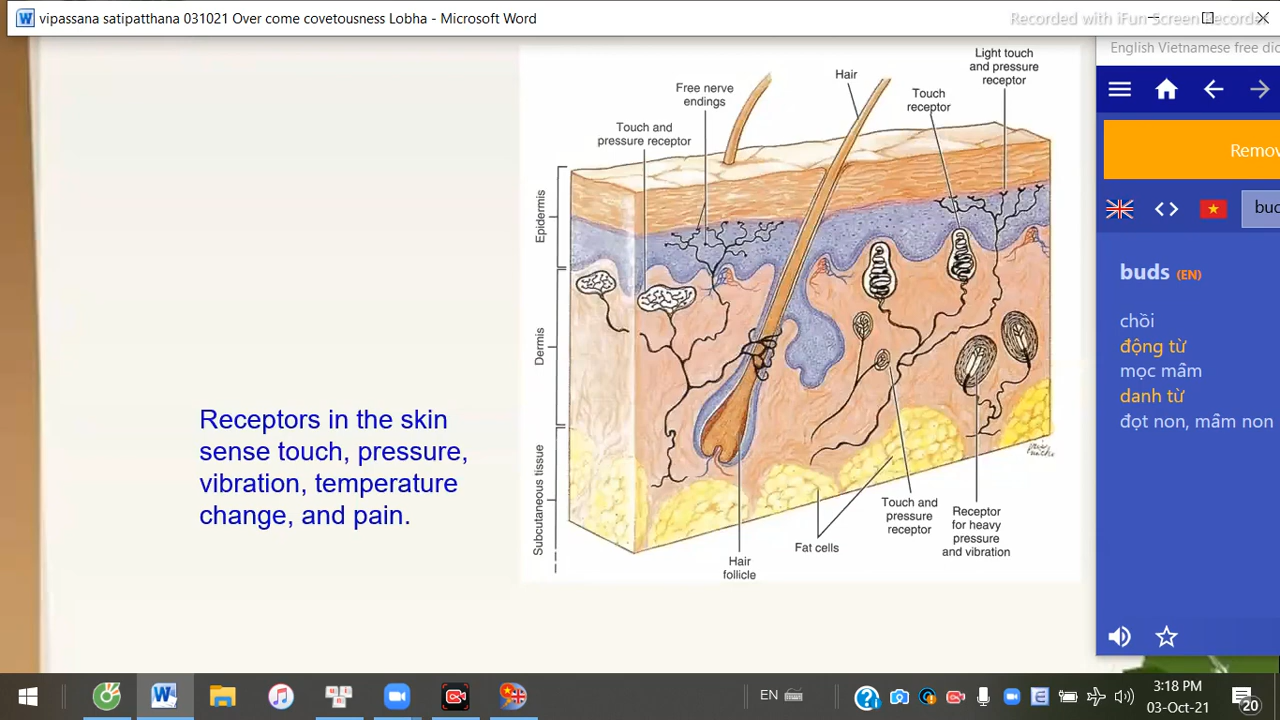 vipassana satipatthana 031021 Over come covetousness Lobha - Microsoft Word
Recorded with iFun Screen Recorder
English Vietnamese free dic
Light touch
and pressure
receptor
Hair
Free nerve
endings
Touch
receptor
Touch and
pressure receptor
Epidermis
Dermis
Subcutaneous tissue
Receptors in the skin
sense touch, pressure,
vibration, temperature
change, and pain.
Touch and
pressure
receptor
Receptor
for heavy
pressure
and vibration
Fat cells
Hair
follicle
Remov
bud
buds (EN)
chồi
động từ
mọc mầm
danh từ
đọt non, mầm non
EN
3:18 PM
03-Oct-21
20